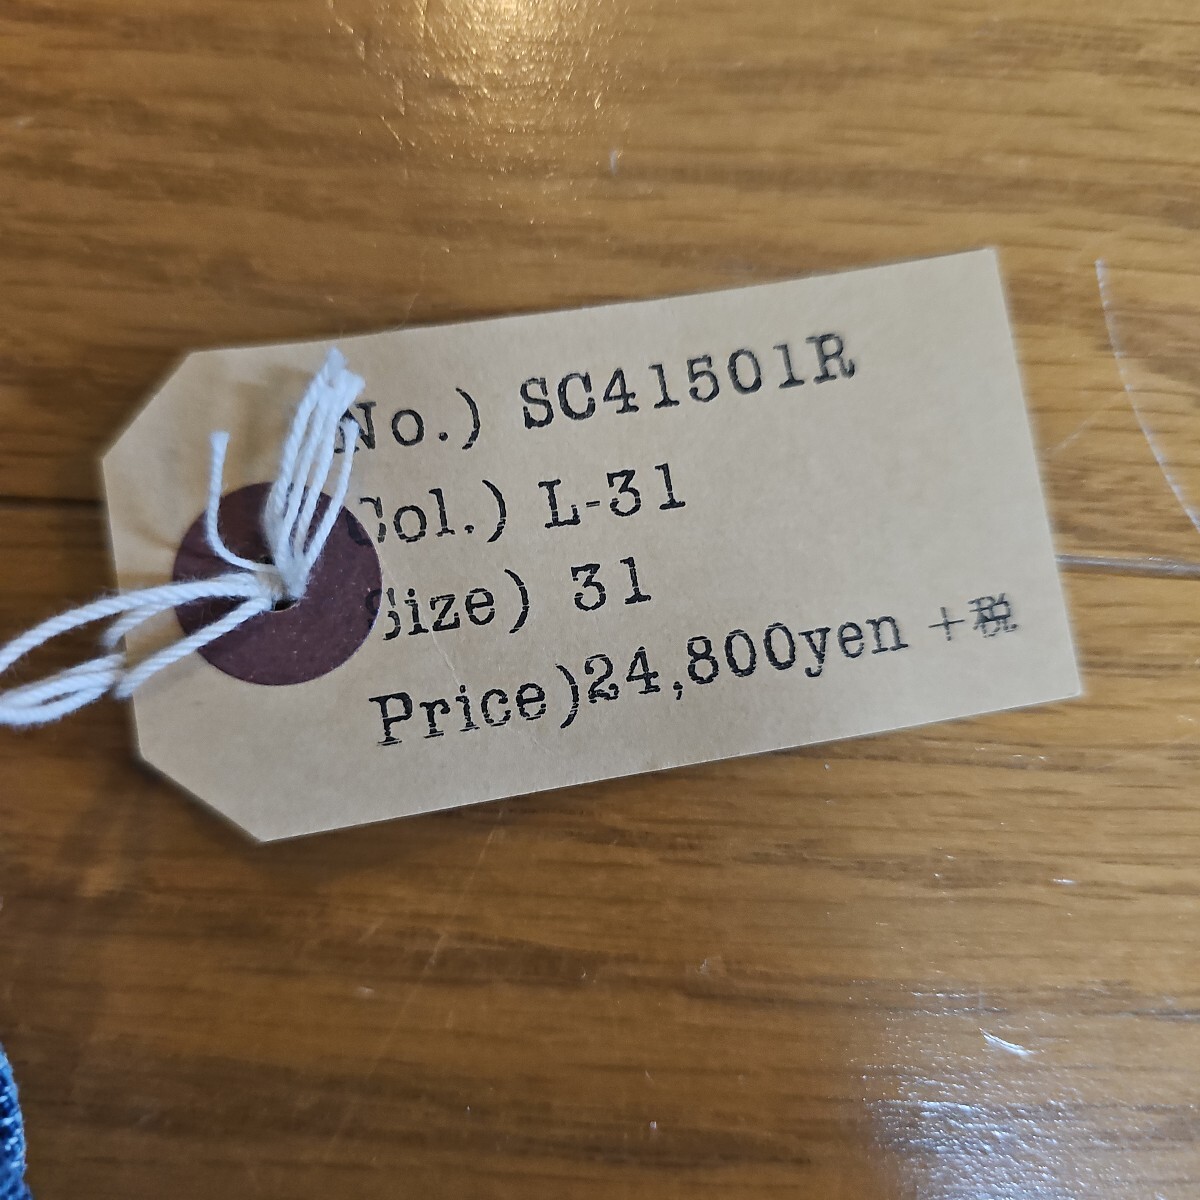 No.) SC41501R
Col.) L-31
Size) 31
Price)24,800yen +税